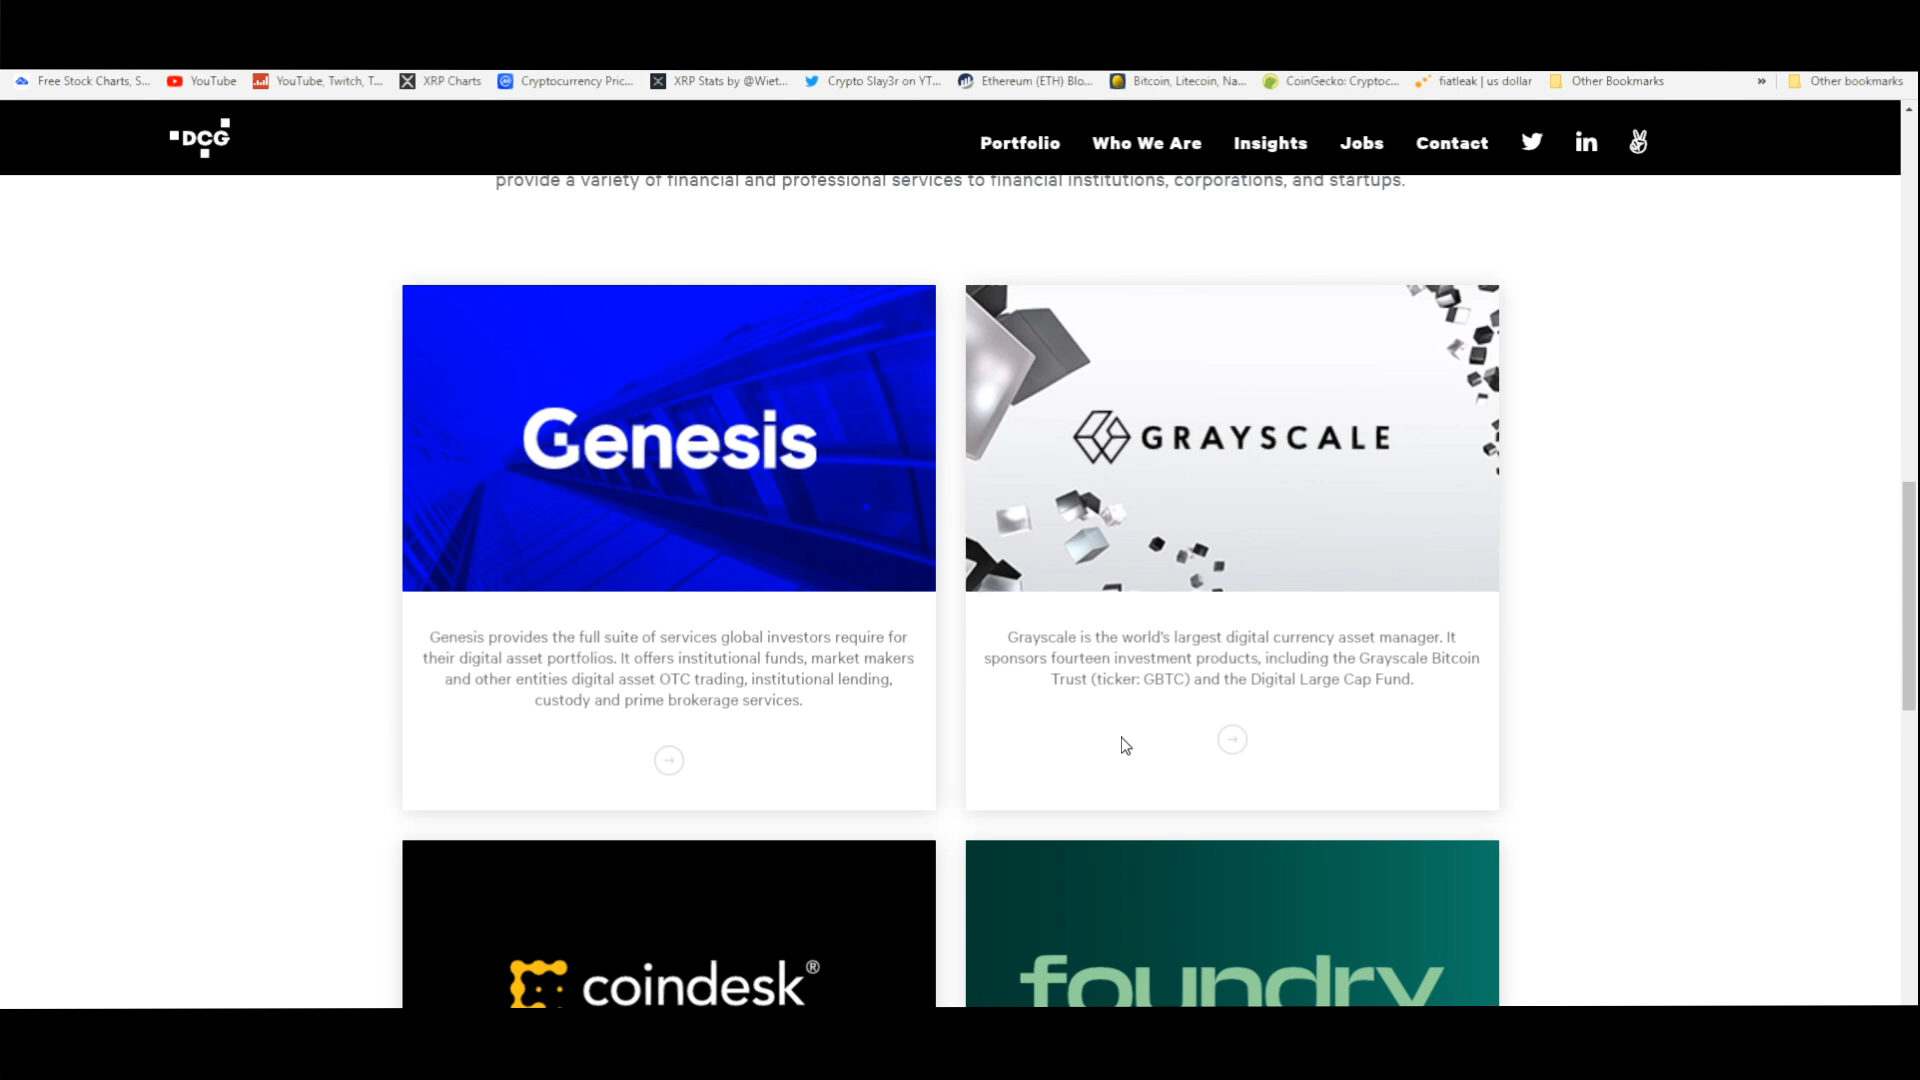 Free Stock Charts, S...
YouTube
YouTube, Twitch, T...
XRP Charts
Cryptocurrency Pric...
XRP Stats by @Wiet...
Crypto Slay3r on YT...
Ethereum (ETH) Blo...
Bitcoin, Litecoin, Na...
CoinGecko: Cryptoc...
fiatleak | us dollar
Other Bookmarks
»
Other bookmarks
DCG
Portfolio
Who We Are
Insights
Jobs
Contact
in
provide a variety of financial and professional services to financial institutions, corporations, and startups.
Genesis
Genesis provides the full suite of services global investors require for
their digital asset portfolios. It offers institutional funds, market makers
and other entities digital asset OTC trading, institutional lending,
custody and prime brokerage services.
GRAYSCALE
Grayscale is the world's largest digital currency asset manager. It
sponsors fourteen investment products, including the Grayscale Bitcoin
Trust (ticker: GBTC) and the Digital Large Cap Fund.
coindesk®
foundry